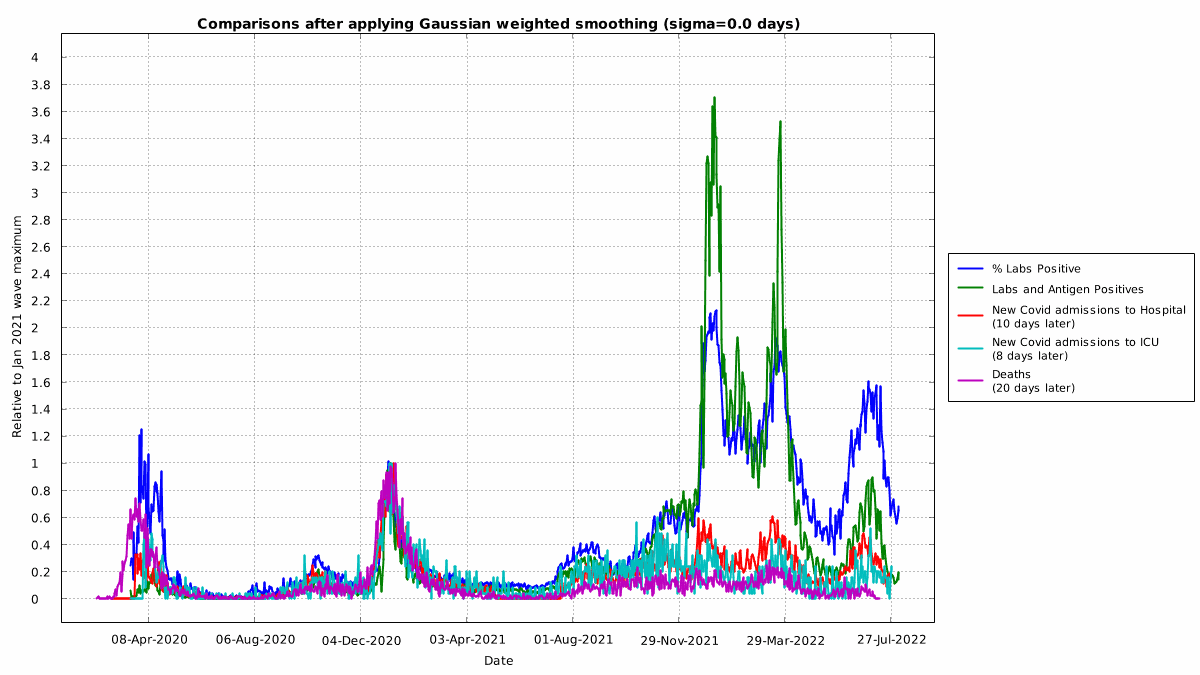 Comparisons after applying Gaussian weighted smoothing (sigma=0.0 days)
Relative to Jan 2021 wave maximum
4
3.8
3.6
3.4
3.2
3
2.8
2.6
2.4
2.2
2
1.8
1.6
1.4
1.2
1
0.8
0.6
0.4
0.2
0
08-Apr-2020
06-Aug-2020
04-Dec-2020
03-Apr-2021
01-Aug-2021
29-Nov-2021
29-Mar-2022
27-Jul-2022
Date
% Labs Positive
Labs and Antigen Positives
New Covid admissions to Hospital
(10 days later)
New Covid admissions to ICU
(8 days later)
Deaths
(20 days later)